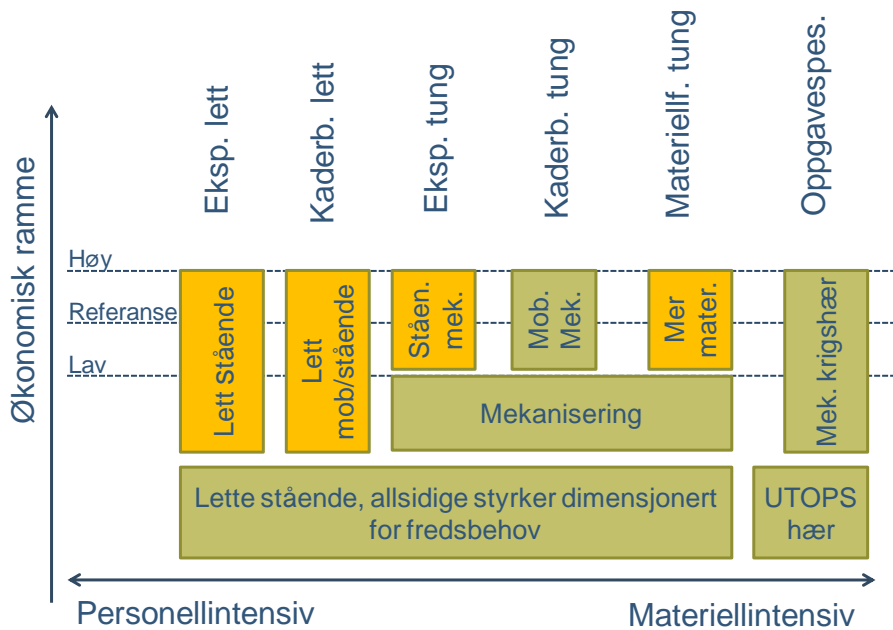 Eksp. lett
Kaderb. lett
Eksp. tung
Kaderb. tung
Materiellf. tung
Oppgavespes.
Økonomisk ramme
Høy
Referanse
Lav
Lett Stående
Lett
mob/stående
Ståen.
mek.
Mob.
Mek.
Mer
mater.
Mek. krigshær
Mekanisering
Lette stående, allsidige styrker dimensjonert
for fredsbehov
UTOPS
hær
Personellintensiv
Materiellintensiv